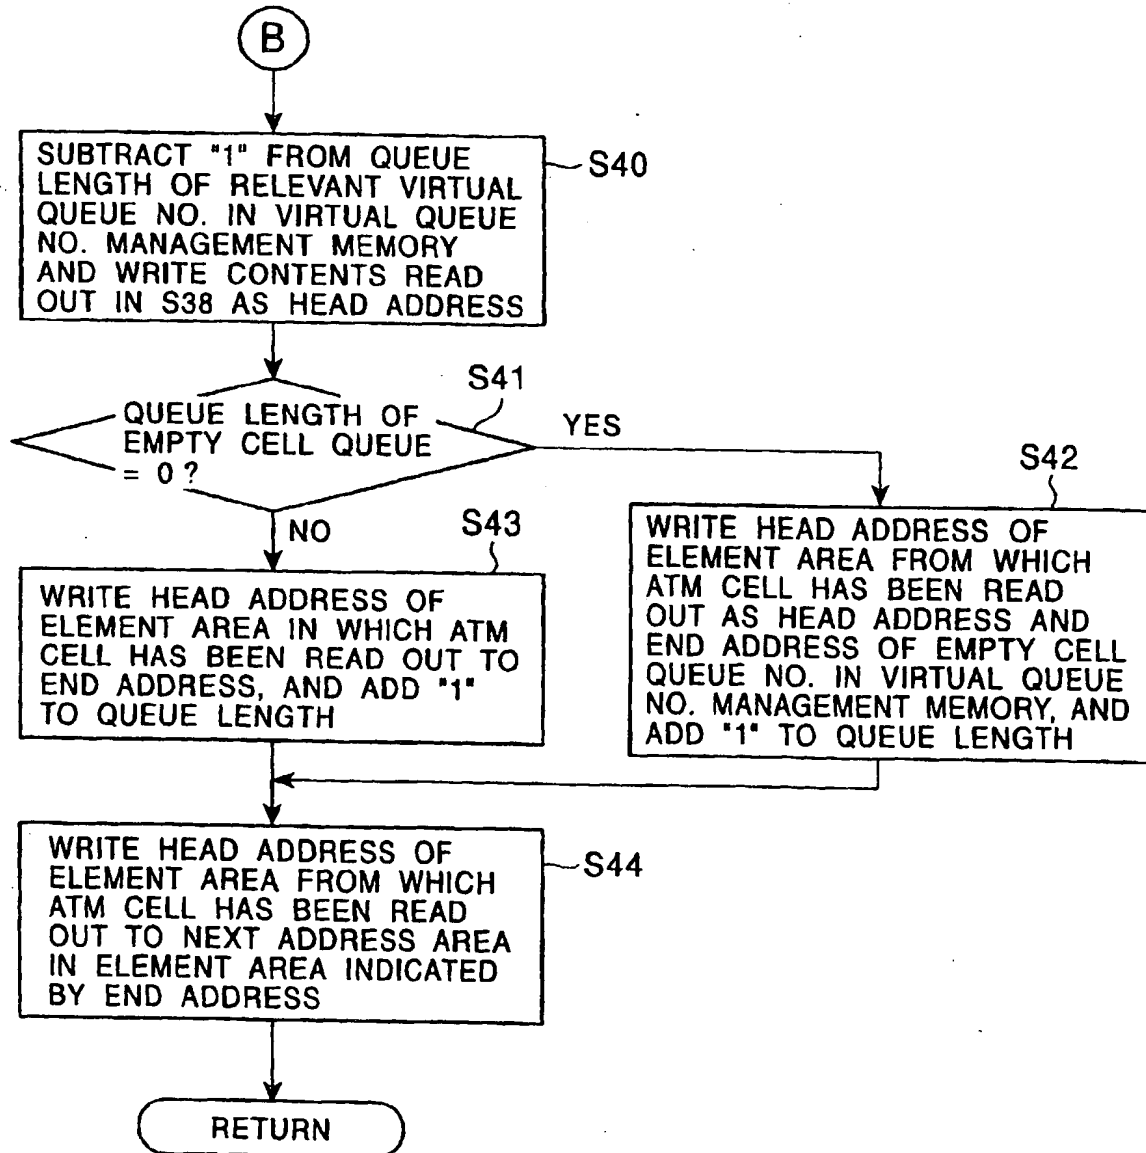 B
SUBTRACT "1" FROM QUEUE
LENGTH OF RELEVANT VIRTUAL
QUEUE NO. IN VIRTUAL QUEUE
NO. MANAGEMENT MEMORY
AND WRITE CONTENTS READ
OUT IN S38 AS HEAD ADDRESS
S40
S41
QUEUE LENGTH OF
EMPTY CELL QUEUE
= 0 ?
YES
NO
S42
WRITE HEAD ADDRESS OF
ELEMENT AREA FROM WHICH
ATM CELL HAS BEEN READ
OUT AS HEAD ADDRESS AND
END ADDRESS OF EMPTY CELL
QUEUE NO. IN VIRTUAL QUEUE
NO. MANAGEMENT MEMORY, AND
ADD "1" TO QUEUE LENGTH
S43
WRITE HEAD ADDRESS OF
ELEMENT AREA IN WHICH ATM
CELL HAS BEEN READ OUT TO
END ADDRESS, AND ADD "1"
TO QUEUE LENGTH
WRITE HEAD ADDRESS OF
ELEMENT AREA FROM WHICH
ATM CELL HAS BEEN READ
OUT TO NEXT ADDRESS AREA
IN ELEMENT AREA INDICATED
BY END ADDRESS
S44
RETURN